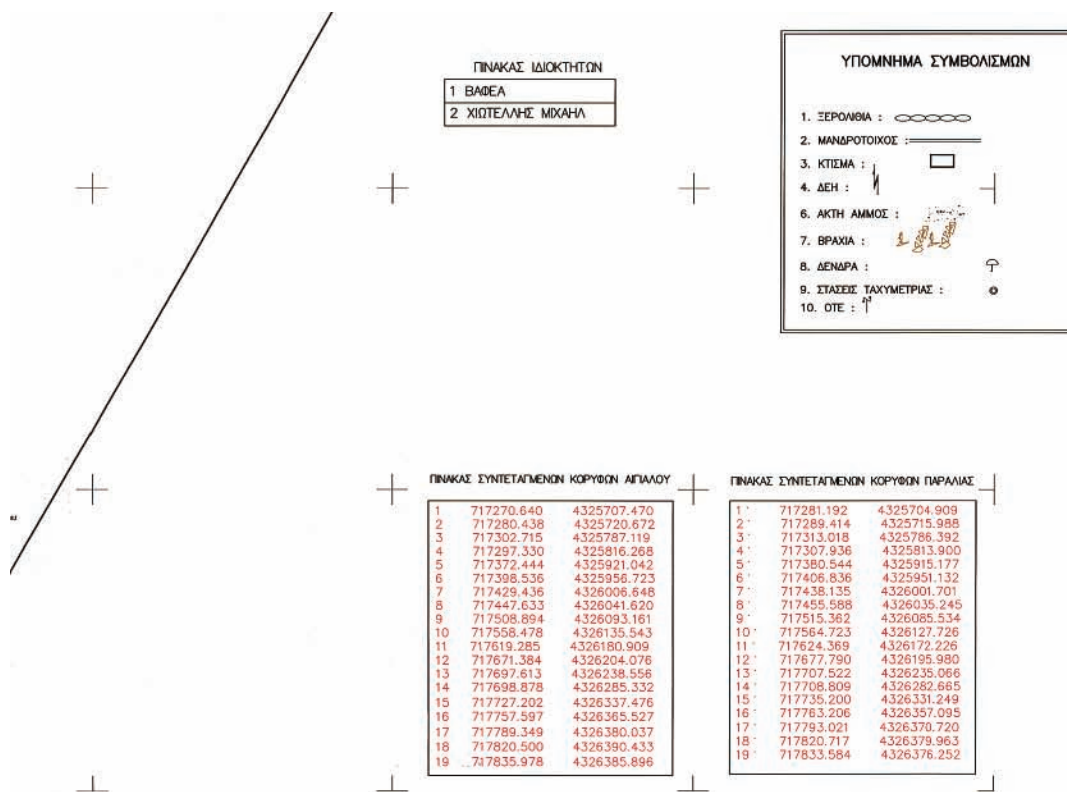 ΠΙΝΑΚΑΣ ΙΔΙΟΚΤΗΤΩΝ
1 ΒΑΦΕΑ
2 ΧΙΩΤΕΛΛΗΣ ΜΙΧΑΗΛ
ΥΠΟΜΝΗΜΑ ΣΥΜΒΟΛΙΣΜΩΝ
1. ΞΕΡΟΛΙΘΙΑ :
2. ΜΑΝΔΡΟΤΟΙΧΟΣ :
3. ΚΤΙΣΜΑ :
4. ΔΕΗ :
6. ΑΚΤΗ ΑΜΜΟΣ :
7. ΒΡΑΧΙΑ :
8. ΔΕΝΔΡΑ :
9. ΣΤΑΣΕΙΣ ΤΑΧΥΜΕΤΡΙΑΣ :
10. ΟΤΕ :
ΠΙΝΑΚΑΣ ΣΥΝΤΕΤΑΓΜΕΝΩΝ ΚΟΡΥΦΩΝ ΑΙΓΙΑΛΟΥ
1 717270.640 4325707.470
2 717280.438 4325720.672
3 717302.715 4325787.119
4 717297.330 4325816.268
5 717372.444 4325921.042
6 717398.536 4325956.723
7 717429.436 4326006.648
8 717447.633 4326041.620
9 717508.894 4326093.161
10 717558.478 4326135.543
11 717619.285 4326180.909
12 717671.384 4326204.076
13 717697.613 4326238.556
14 717698.878 4326285.332
15 717727.202 4326337.476
16 717757.597 4326365.527
17 717789.349 4326380.037
18 717820.500 4326390.433
19 717835.978 4326385.896
ΠΙΝΑΚΑΣ ΣΥΝΤΕΤΑΓΜΕΝΩΝ ΚΟΡΥΦΩΝ ΠΑΡΑΛΙΑΣ
1' 717281.192 4325704.909
2' 717289.414 4325715.988
3' 717313.018 4325786.392
4' 717307.936 4325813.900
5' 717380.544 4325915.177
6' 717406.836 4325951.132
7' 717438.135 4326001.701
8' 717455.588 4326035.245
9' 717515.362 4326085.534
10' 717564.723 4326127.726
11' 717624.369 4326172.226
12' 717677.790 4326195.980
13' 717707.522 4326235.066
14' 717708.809 4326282.665
15' 717735.200 4326331.249
16' 717763.206 4326357.095
17' 717793.021 4326370.720
18' 717820.717 4326379.963
19' 717833.584 4326376.252